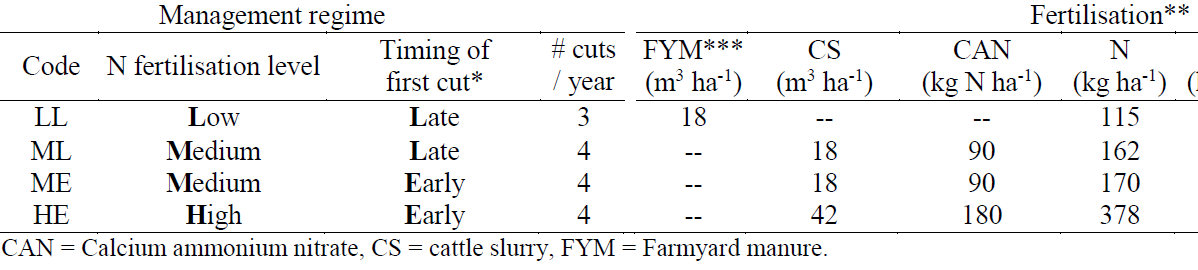 Management regime Fertilisation**
Code N fertilisation level Timing of first cut* # cuts / year FYM*** (m³ ha⁻¹) CS (m³ ha⁻¹) CAN (kg N ha⁻¹) N (kg ha⁻¹)
LL Low Late 3 18 -- -- 115
ML Medium Late 4 -- 18 90 162
ME Medium Early 4 -- 18 90 170
HE High Early 4 -- 42 180 378
CAN = Calcium ammonium nitrate, CS = cattle slurry, FYM = Farmyard manure.